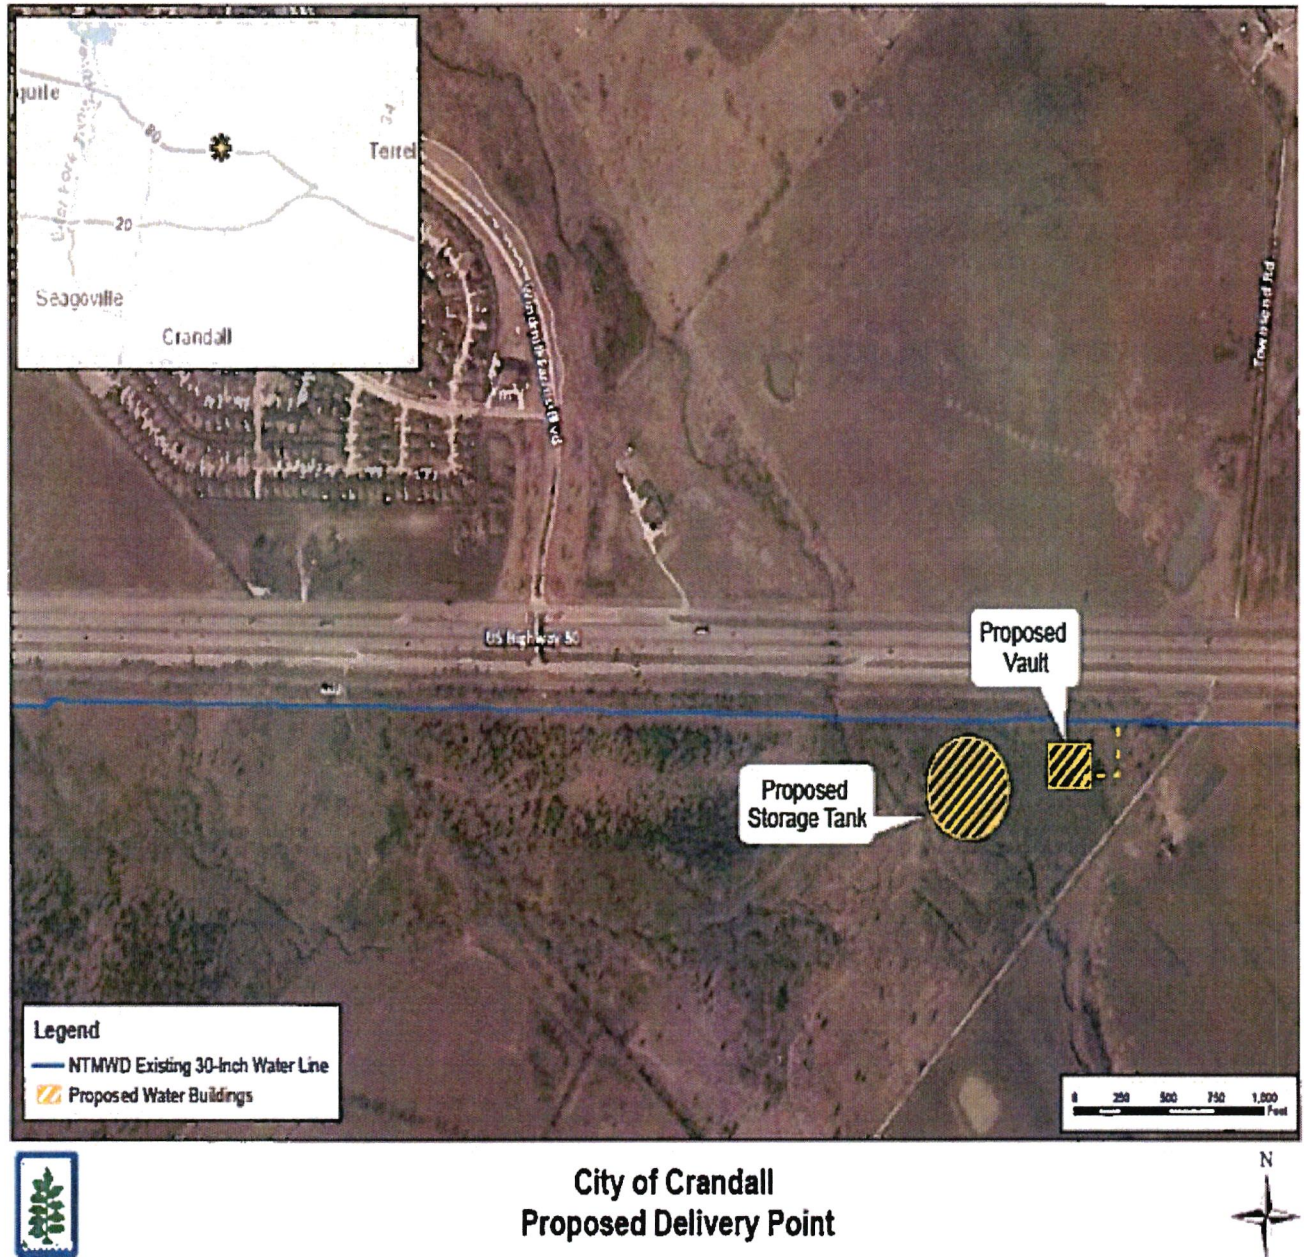 quite
80
34
Terrel
20
Seagoville
Crandall
Townsend Rd
US Highway 80
Proposed
Vault
Proposed
Storage Tank
Legend
NTMWD Existing 30-Inch Water Line
Proposed Water Buildings
0 250 500 750 1,000
Feet
City of Crandall
Proposed Delivery Point
N